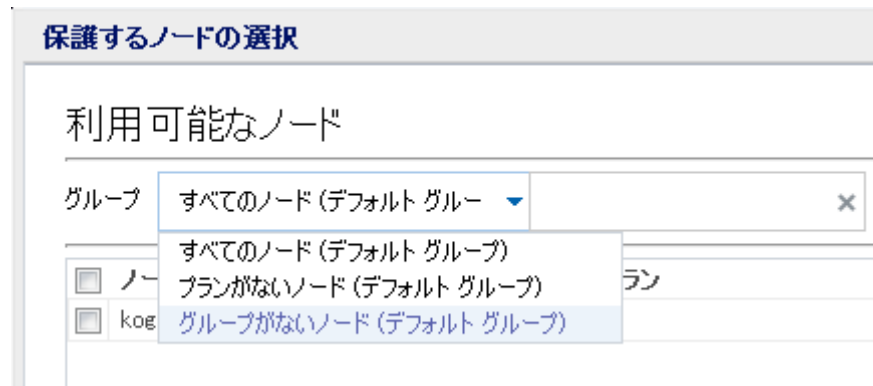 保護するノードの選択
利用可能なノード
グループ すべてのノード (デフォルト グルー
すべてのノード (デフォルト グループ)
プランがないノード (デフォルト グループ)
グループがないノード (デフォルト グループ)
ノー ラン
kog